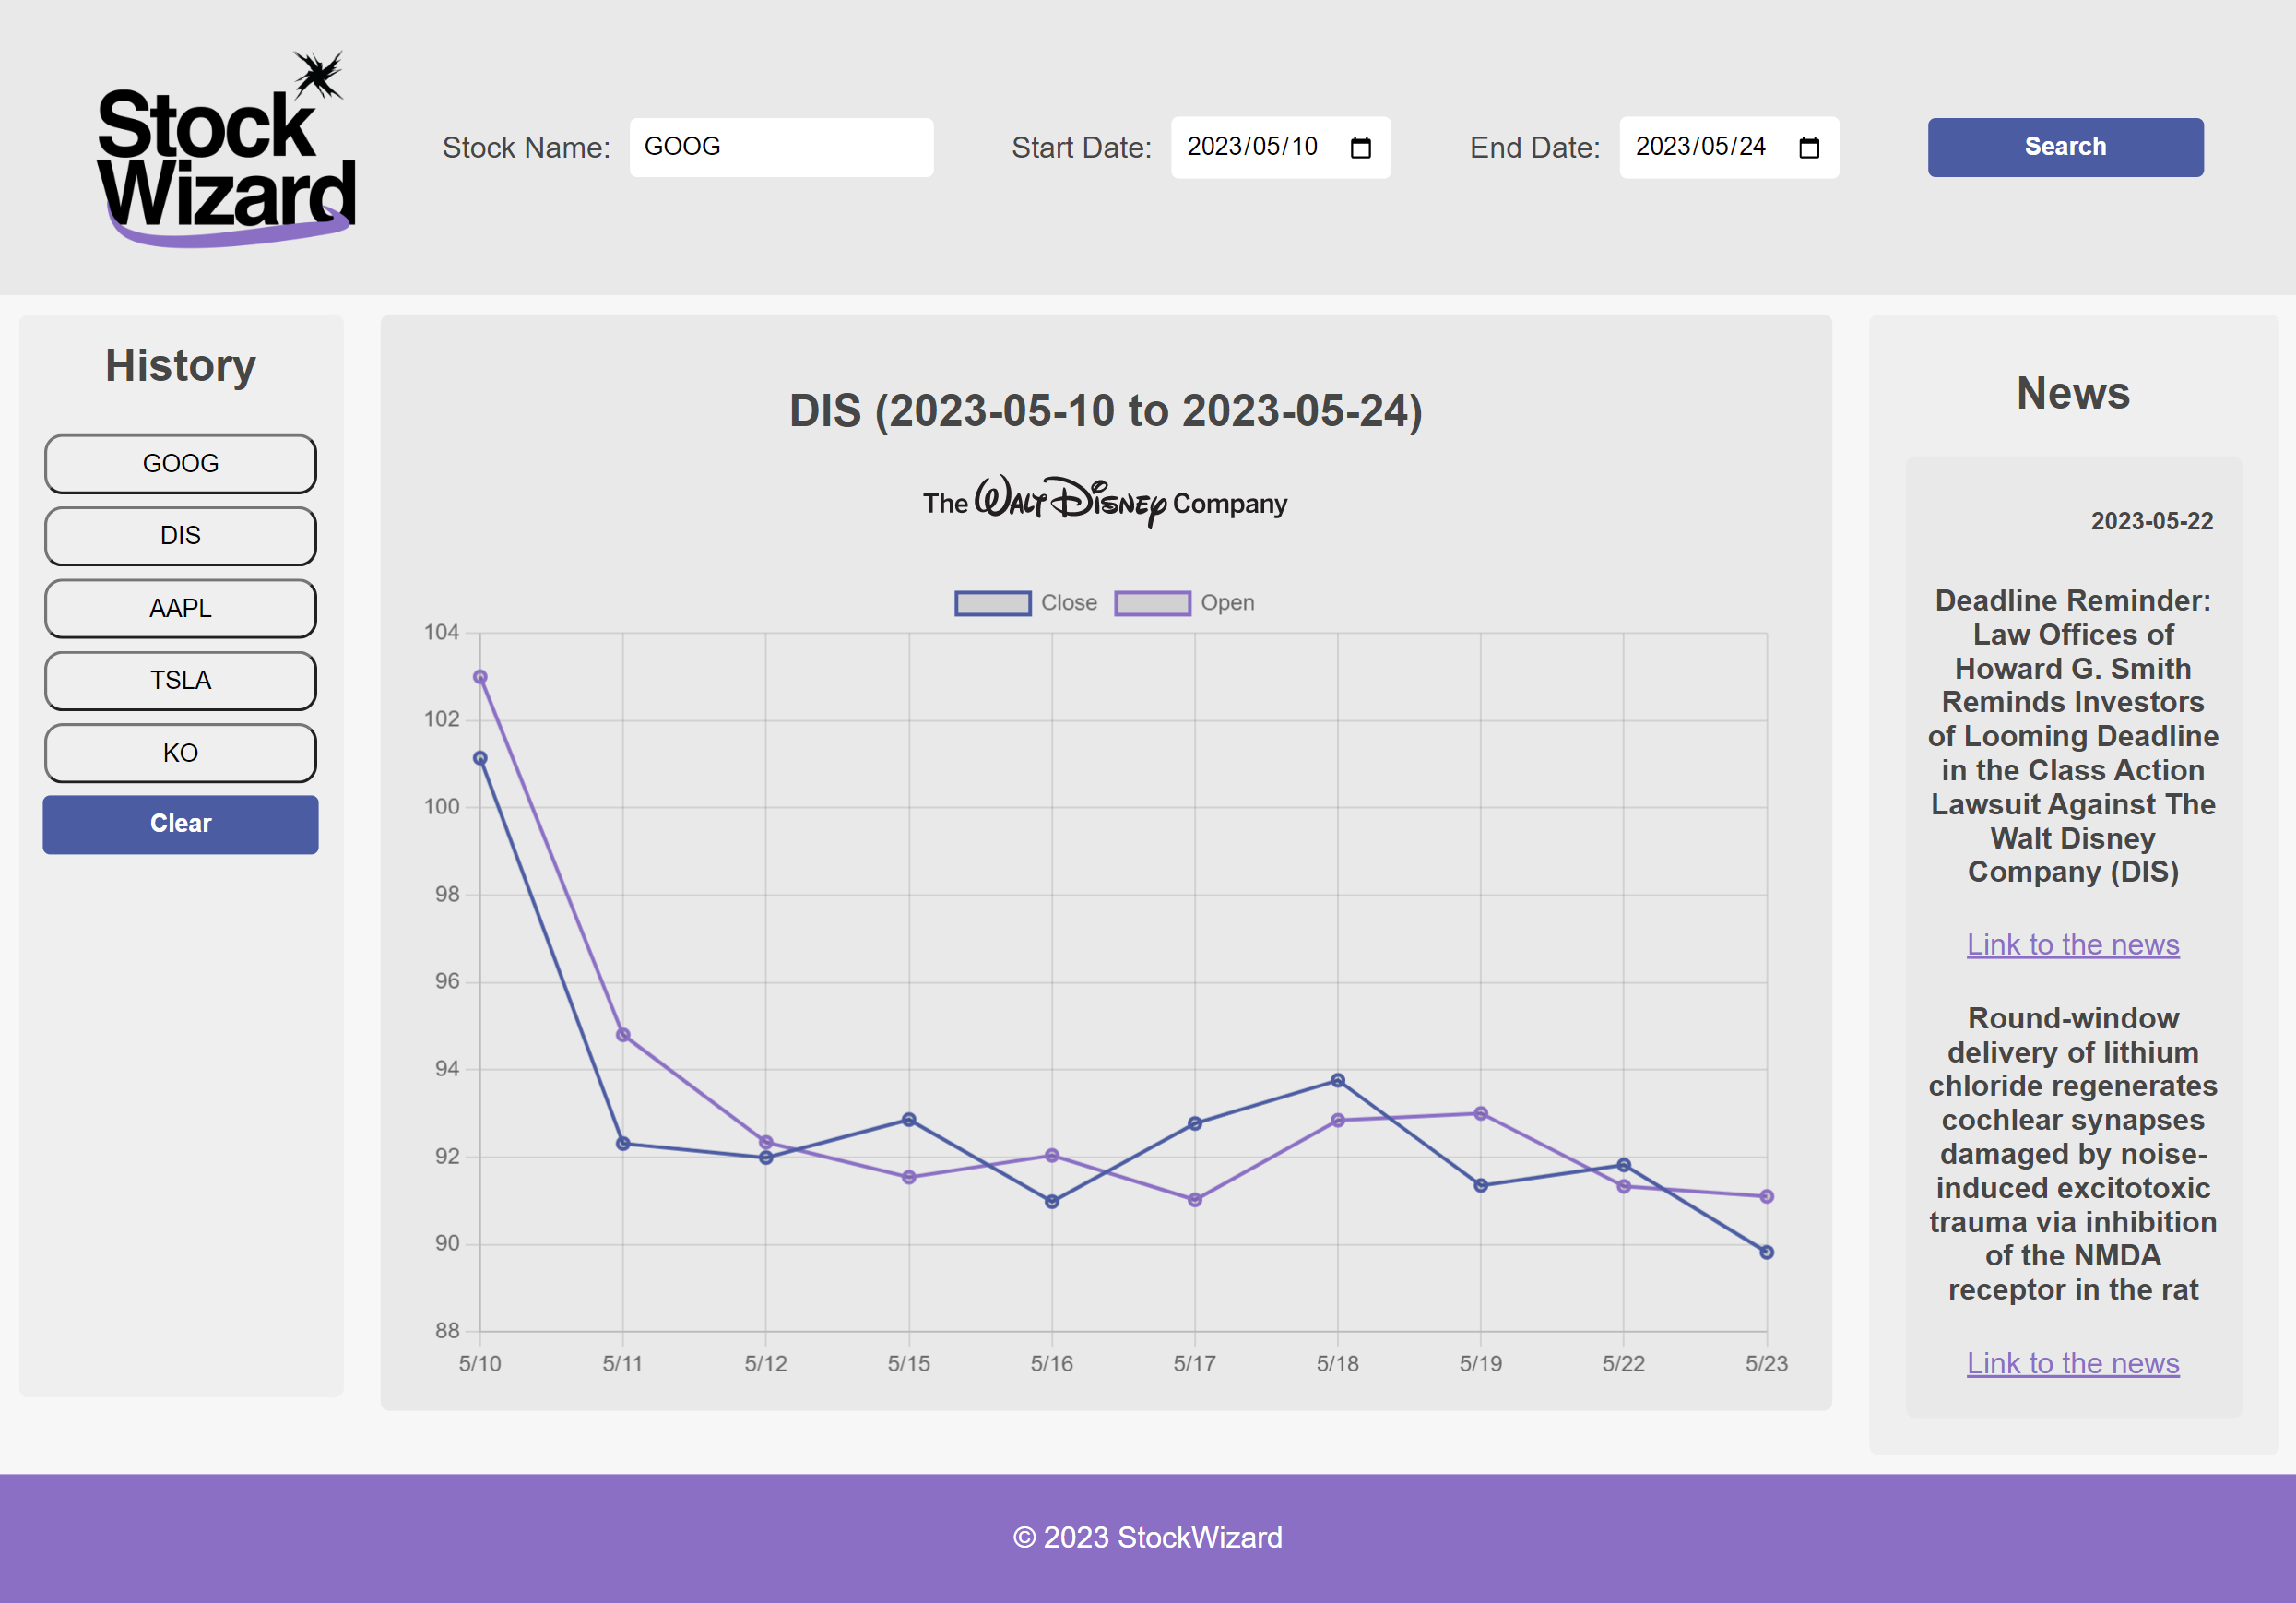 Stock
Wizard
Stock Name: GOOG
Start Date: 2023/05/10
End Date: 2023/05/24
Search
History
GOOG
DIS
AAPL
TSLA
KO
Clear
DIS (2023-05-10 to 2023-05-24)
The Walt Disney Company
Close
Open
104
102
100
98
96
94
92
90
88
5/10
5/11
5/12
5/15
5/16
5/17
5/18
5/19
5/22
5/23
News
2023-05-22
Deadline Reminder:
Law Offices of
Howard G. Smith
Reminds Investors
of Looming Deadline
in the Class Action
Lawsuit Against The
Walt Disney
Company (DIS)
Link to the news
Round-window
delivery of lithium
chloride regenerates
cochlear synapses
damaged by noise-
induced excitotoxic
trauma via inhibition
of the NMDA
receptor in the rat
Link to the news
© 2023 StockWizard